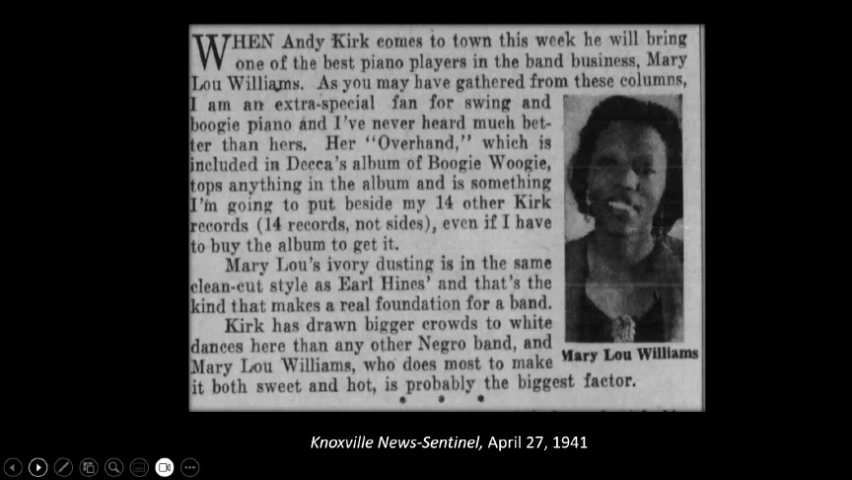 WHEN Andy Kirk comes to town this week he will bring
one of the best piano players in the band business, Mary
Lou Williams. As you may have gathered from these columns,
I am an extra-special fan for swing and
boogie piano and I've never heard much bet-
ter than hers. Her "Overhand," which is
included in Decca's album of Boogie Woogie,
tops anything in the album and is something
I'm going to put beside my 14 other Kirk
records (14 records, not sides), even if I have
to buy the album to get it.
Mary Lou's ivory dusting is in the same
clean-cut style as Earl Hines' and that's the
kind that makes a real foundation for a band.
Kirk has drawn bigger crowds to white
dances here than any other Negro band, and
Mary Lou Williams, who does most to make
it both sweet and hot, is probably the biggest factor.
Mary Lou Williams
Knoxville News-Sentinel, April 27, 1941